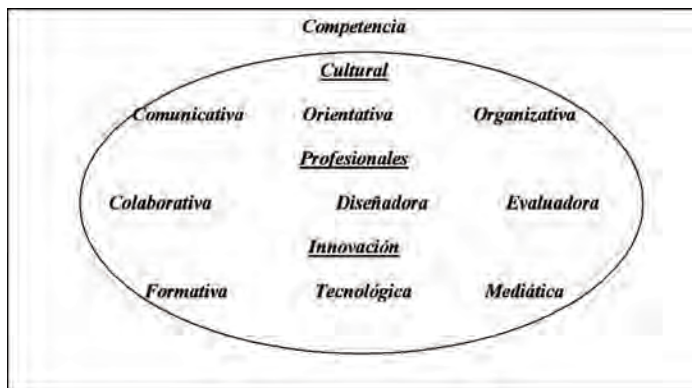 Competencia
Cultural
Comunicativa Orientativa Organizativa
Profesionales
Colaborativa Diseñadora Evaluadora
Innovación
Formativa Tecnológica Mediática